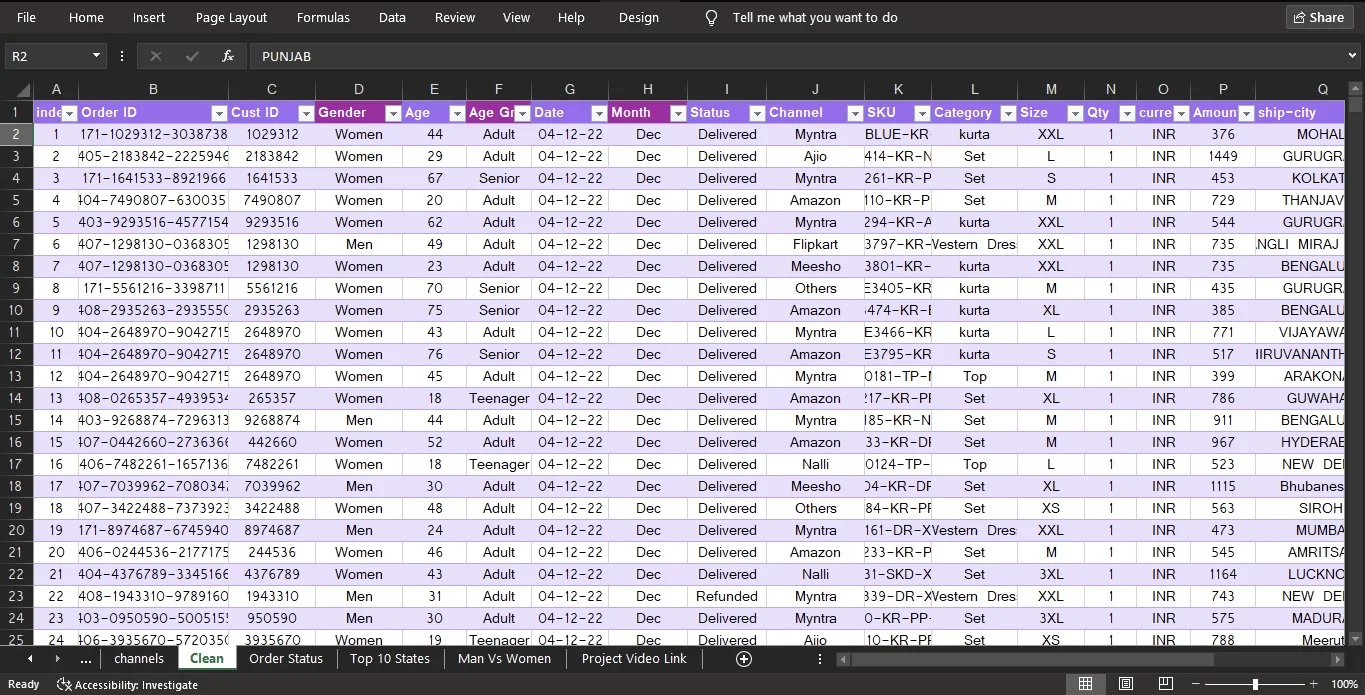 File Home Insert Page Layout Formulas Data Review View Help Design Tell me what you want to do Share
R2 fx PUNJAB
A B C D E F G H I J K L M N O P Q
1 inde Order ID Cust ID Gender Age Age Gr Date Month Status Channel SKU Category Size Qty curre Amoun ship-city
2 1 171-1029312-3038738 1029312 Women 44 Adult 04-12-22 Dec Delivered Myntra BLUE-KR- kurta XXL 1 INR 376 MOHAL
3 2 405-2183842-2225946 2183842 Women 29 Adult 04-12-22 Dec Delivered Ajio 414-KR-N Set L 1 INR 1449 GURUGR
4 3 171-1641533-8921966 1641533 Women 67 Senior 04-12-22 Dec Delivered Myntra 261-KR-P Set S 1 INR 453 KOLKAT
5 4 404-7490807-630035 7490807 Women 20 Adult 04-12-22 Dec Delivered Amazon 110-KR-P Set M 1 INR 729 THANJAV
6 5 403-9293516-4577154 9293516 Women 62 Adult 04-12-22 Dec Delivered Myntra 294-KR-A kurta XXL 1 INR 544 GURUGR
7 6 407-1298130-0368305 1298130 Men 49 Adult 04-12-22 Dec Delivered Flipkart 3797-KR- Western Dres XXL 1 INR 735 NGLI MIRAJ
8 7 407-1298130-0368305 1298130 Women 23 Adult 04-12-22 Dec Delivered Meesho 3801-KR- kurta XXL 1 INR 735 BENGALU
9 8 171-5561216-3398711 5561216 Women 70 Senior 04-12-22 Dec Delivered Others E3405-KR kurta M 1 INR 435 GURUGR
10 9 408-2935263-2935550 2935263 Women 75 Senior 04-12-22 Dec Delivered Amazon 474-KR-E kurta XL 1 INR 385 BENGALU
11 10 404-2648970-9042715 2648970 Women 43 Adult 04-12-22 Dec Delivered Myntra E3466-KR kurta L 1 INR 771 VIJAYAWA
12 11 404-2648970-9042715 2648970 Women 76 Senior 04-12-22 Dec Delivered Amazon E3795-KR kurta S 1 INR 517 HIRUVANANTH
13 12 404-2648970-9042715 2648970 Women 45 Adult 04-12-22 Dec Delivered Myntra 0181-TP- Top M 1 INR 399 ARAKON
14 13 408-0265357-4939534 265357 Women 18 Teenager 04-12-22 Dec Delivered Amazon 217-KR-PF Set XL 1 INR 786 GUWAHA
15 14 403-9268874-7296313 9268874 Men 44 Adult 04-12-22 Dec Delivered Myntra 185-KR-N Set M 1 INR 911 BENGALU
16 15 407-0442660-2736366 442660 Women 52 Adult 04-12-22 Dec Delivered Amazon 33-KR-DF Set M 1 INR 967 HYDERAB
17 16 406-7482261-1657136 7482261 Women 18 Teenager 04-12-22 Dec Delivered Nalli 0124-TP- Top L 1 INR 523 NEW DE
18 17 407-7039962-7080347 7039962 Men 30 Adult 04-12-22 Dec Delivered Meesho 04-KR-DF Set XL 1 INR 1115 Bhubanes
19 18 407-3422488-7373923 3422488 Women 48 Adult 04-12-22 Dec Delivered Others 84-KR-PF Set XS 1 INR 563 SIROH
20 19 171-8974687-6745940 8974687 Men 24 Adult 04-12-22 Dec Delivered Myntra 161-DR-X Western Dres XXL 1 INR 473 MUMBA
21 20 406-0244536-2177175 244536 Women 46 Adult 04-12-22 Dec Delivered Amazon 233-KR-P Set M 1 INR 545 AMRITSA
22 21 404-4376789-3345166 4376789 Women 43 Adult 04-12-22 Dec Delivered Nalli 31-SKD-X Set 3XL 1 INR 1164 LUCKNO
23 22 408-1943310-9789160 1943310 Men 31 Adult 04-12-22 Dec Refunded Myntra 339-DR-X Western Dres XXL 1 INR 743 NEW DE
24 23 403-0950590-5005155 950590 Men 30 Adult 04-12-22 Dec Delivered Myntra 0-KR-PP- Set 3XL 1 INR 575 MADURA
25 24 406-3935670-5720350 3935670 Women 19 Teenager 04-12-22 Dec Delivered Ajio 10-KR-PF Set XS 1 INR 788 Meerut
... channels Clean Order Status Top 10 States Man Vs Women Project Video Link
Ready Accessibility: Investigate 100%